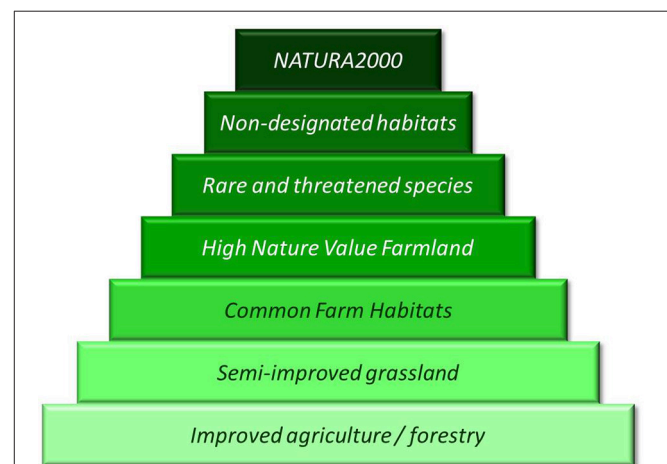 NATURA2000
Non-designated habitats
Rare and threatened species
High Nature Value Farmland
Common Farm Habitats
Semi-improved grassland
Improved agriculture / forestry